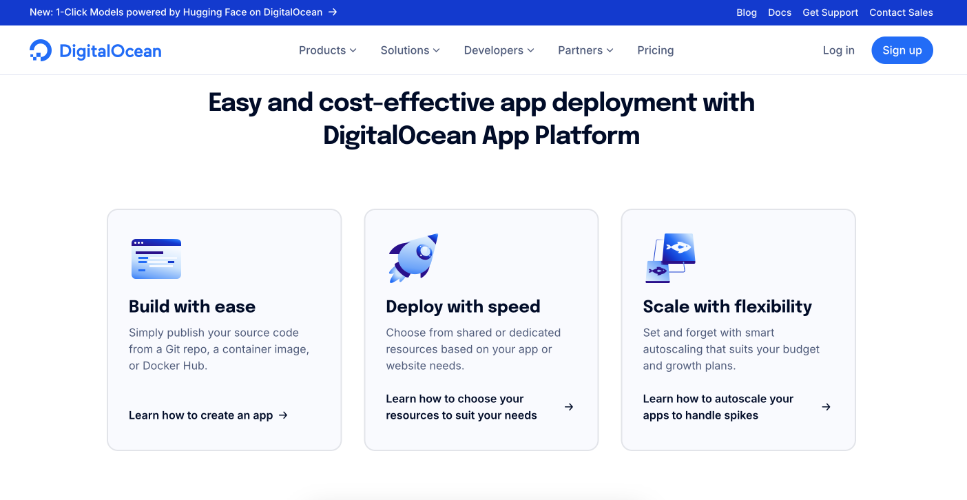 New: 1-Click Models powered by Hugging Face on DigitalOcean →
Blog Docs Get Support Contact Sales
DigitalOcean
Products Solutions Developers Partners Pricing
Log in Sign up
Easy and cost-effective app deployment with
DigitalOcean App Platform
Build with ease
Simply publish your source code
from a Git repo, a container image,
or Docker Hub.
Learn how to create an app →
Deploy with speed
Choose from shared or dedicated
resources based on your app or
website needs.
Learn how to choose your
resources to suit your needs →
Scale with flexibility
Set and forget with smart
autoscaling that suits your budget
and growth plans.
Learn how to autoscale your
apps to handle spikes →